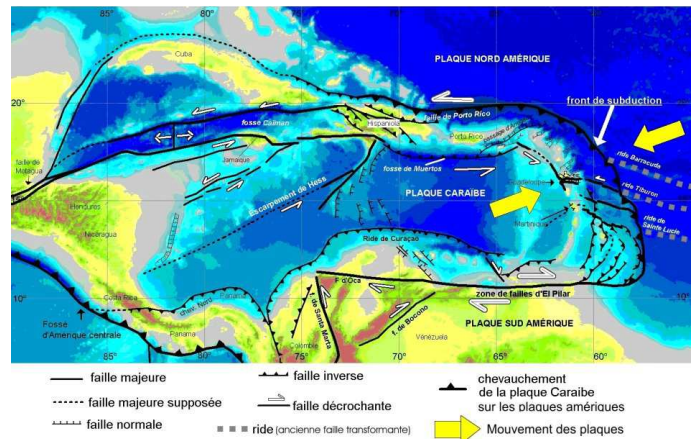 Cuba
PLAQUE NORD AMÉRIQUE
20°
front de subduction
fosse Caïman
Hispaniola
faille de Porto Rico
Porto Rico
ride Barracuda
faille de
Motagua
Jamaïque
fosse de Muertos
ride Tiburon
Escarpement de Hess
PLAQUE CARAÏBE
Honduras
Martinique
ride de
Sainte Lucie
Nicaragua
Ride de Curaçao
F d'Oca
Costa Rica
Panama
zone de failles d'El Pilar
10°
10°
f. de Santa Marta
Fosse
d'Amérique centrale
Panama
f. de Bocono
PLAQUE SUD AMÉRIQUE
Colombie
Vénézuela
85°
80°
75°
70°
65°
60°
faille majeure
faille inverse
chevauchement
de la plaque Caraibe
sur les plaques amériques
faille majeure supposée
faille décrochante
faille normale
ride (ancienne faille transformante)
Mouvement des plaques